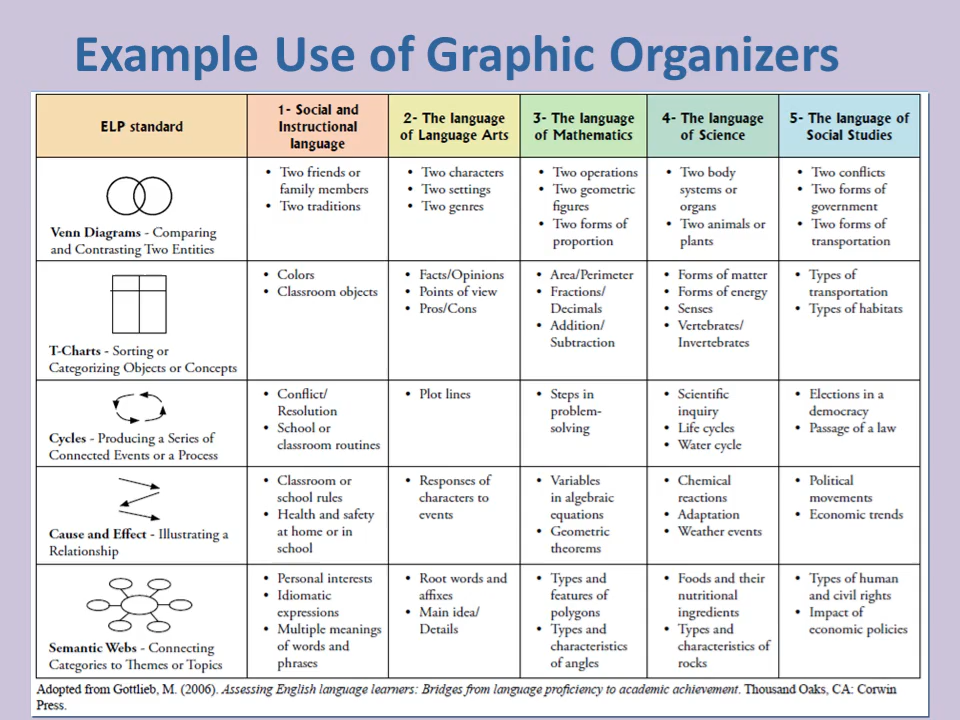 Example Use of Graphic Organizers
ELP standard
1- Social and
Instructional
language
2- The language
of Language Arts
3- The language
of Mathematics
4- The language
of Science
5- The language of
Social Studies
Venn Diagrams - Comparing
and Contrasting Two Entities
• Two friends or
family members
• Two traditions
• Two characters
• Two settings
• Two genres
• Two operations
• Two geometric
figures
• Two forms of
proportion
• Two body
systems or
organs
• Two animals or
plants
• Two conflicts
• Two forms of
government
• Two forms of
transportation
T-Charts - Sorting or
Categorizing Objects or Concepts
• Colors
• Classroom objects
• Facts/Opinions
• Points of view
• Pros/Cons
• Area/Perimeter
• Fractions/
Decimals
• Addition/
Subtraction
• Forms of matter
• Forms of energy
• Senses
• Vertebrates/
Invertebrates
• Types of
transportation
• Types of habitats
Cycles - Producing a Series of
Connected Events or a Process
• Conflict/
Resolution
• School or
classroom routines
• Plot lines
• Steps in
problem-
solving
• Scientific
inquiry
• Life cycles
• Water cycle
• Elections in a
democracy
• Passage of a law
Cause and Effect - Illustrating a
Relationship
• Classroom or
school rules
• Health and safety
at home or in
school
• Responses of
characters to
events
• Variables
in algebraic
equations
• Geometric
theorems
• Chemical
reactions
• Adaptation
• Weather events
• Political
movements
• Economic trends
Semantic Webs - Connecting
Categories to Themes or Topics
• Personal interests
• Idiomatic
expressions
• Multiple meanings
of words and
phrases
• Root words and
affixes
• Main idea/
Details
• Types and
features of
polygons
• Types and
characteristics
of angles
• Foods and their
nutritional
ingredients
• Types and
characteristics of
rocks
• Types of human
and civil rights
• Impact of
economic policies
Adopted from Gottlieb, M. (2006). Assessing English language learners: Bridges from language proficiency to academic achievement. Thousand Oaks, CA: Corwin
Press.